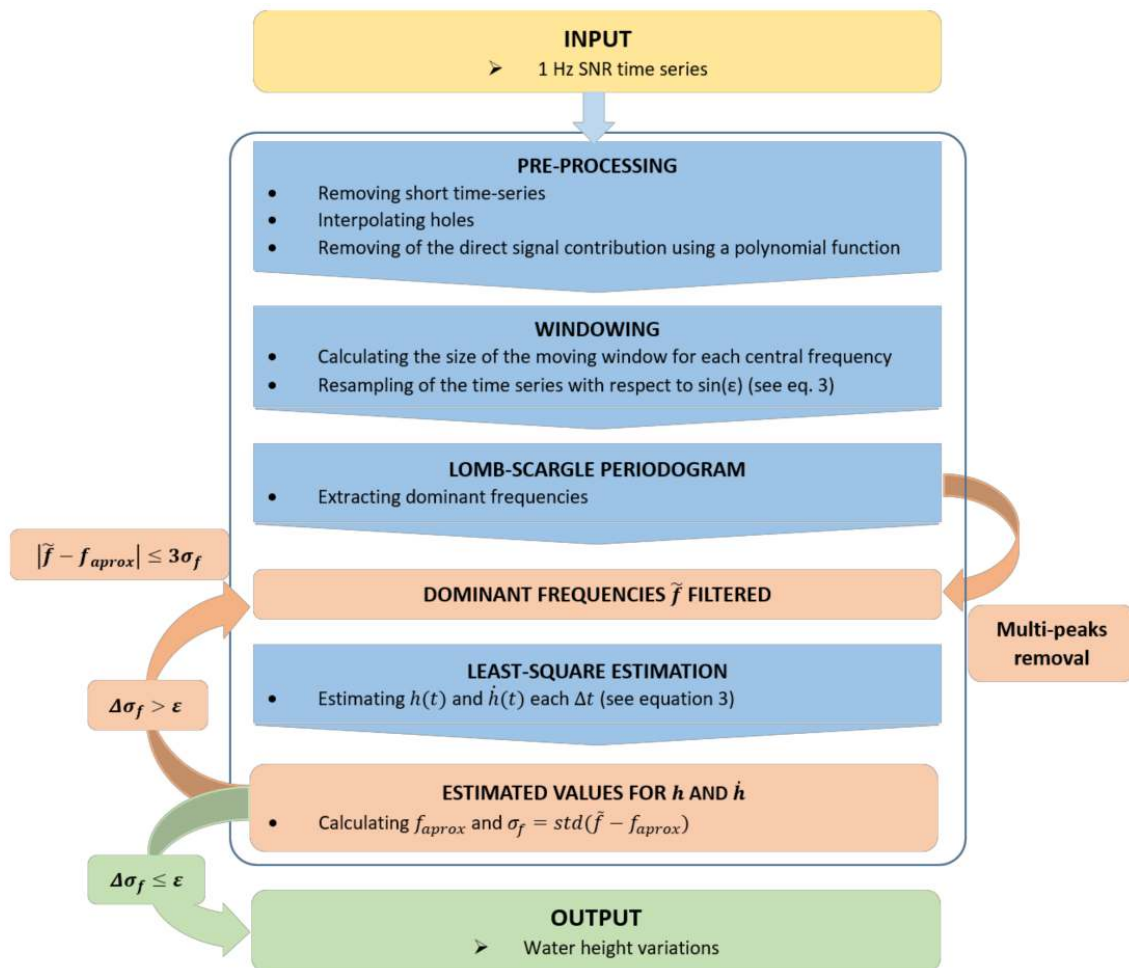 INPUT
➤ 1 Hz SNR time series
PRE-PROCESSING
• Removing short time-series
• Interpolating holes
• Removing of the direct signal contribution using a polynomial function
WINDOWING
• Calculating the size of the moving window for each central frequency
• Resampling of the time series with respect to sin(ε) (see eq. 3)
LOMB-SCARGLE PERIODOGRAM
• Extracting dominant frequencies
|f̃ − f_aprox| ≤ 3σ_f
DOMINANT FREQUENCIES f̃ FILTERED
Multi-peaks
removal
LEAST-SQUARE ESTIMATION
• Estimating h(t) and ḣ(t) each Δt (see equation 3)
Δσ_f > ε
ESTIMATED VALUES FOR h AND ḣ
• Calculating f_aprox and σ_f = std(f̃ − f_aprox)
Δσ_f ≤ ε
OUTPUT
➤ Water height variations